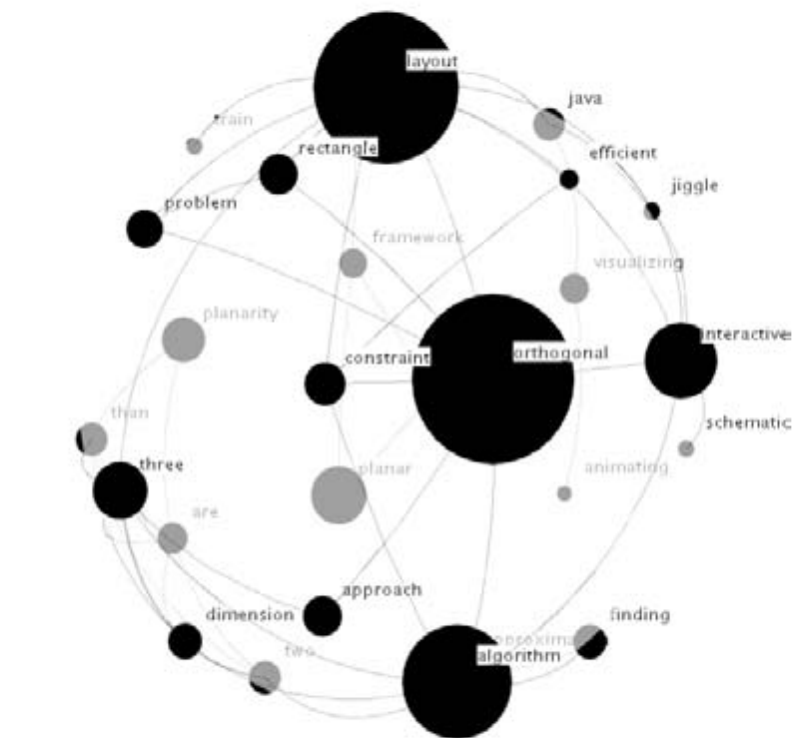 layout
java
train
rectangle
efficient
jiggle
problem
framework
visualizing
planarity
interactive
constraint
orthogonal
than
schematic
three
planar
animating
are
approach
dimension
finding
two
algorithm